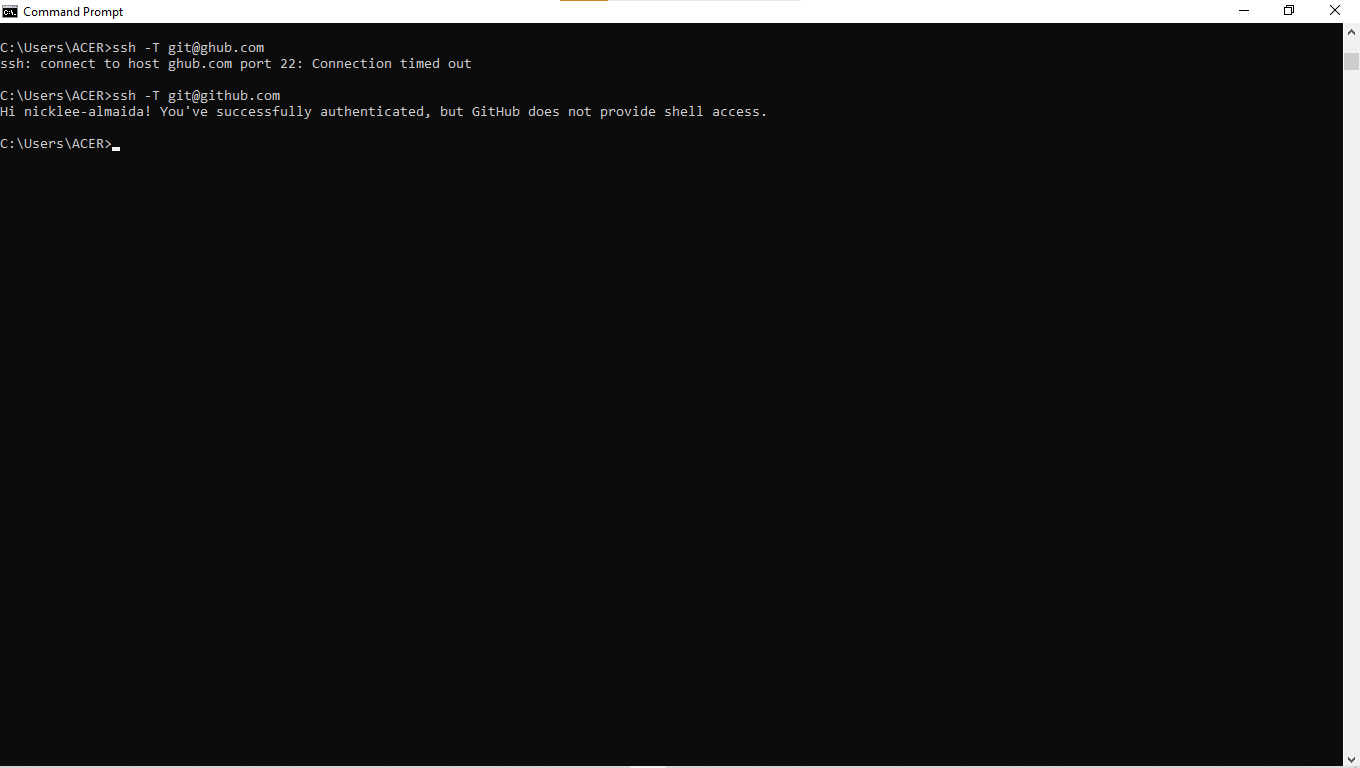 Command Prompt
C:\Users\ACER>ssh -T git@ghub.com
ssh: connect to host ghub.com port 22: Connection timed out
C:\Users\ACER>ssh -T git@github.com
Hi nicklee-almaida! You've successfully authenticated, but GitHub does not provide shell access.
C:\Users\ACER>